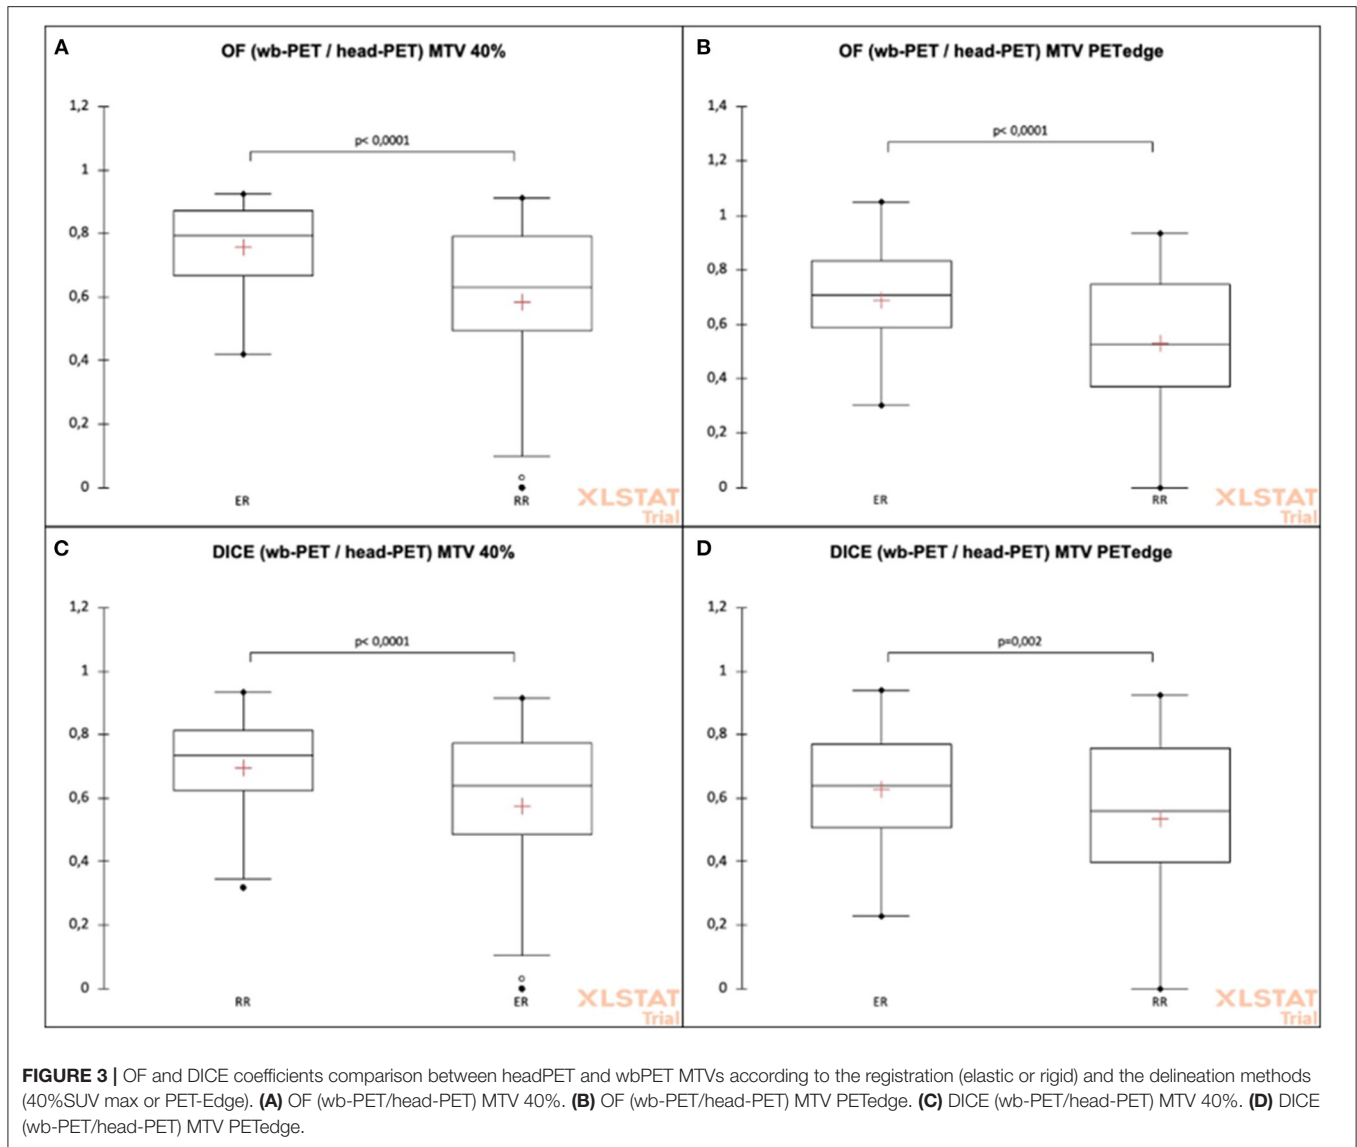 A
OF (wb-PET / head-PET) MTV 40%
1,2
1
0,8
0,6
0,4
0,2
0
p< 0,0001
ER
RR
XLSTAT
Trial
B
OF (wb-PET / head-PET) MTV PETedge
1,4
1,2
1
0,8
0,6
0,4
0,2
0
p< 0,0001
ER
RR
XLSTAT
Trial
C
DICE (wb-PET / head-PET) MTV 40%
1,2
1
0,8
0,6
0,4
0,2
0
p< 0,0001
RR
ER
XLSTAT
Trial
D
DICE (wb-PET / head-PET) MTV PETedge
1,2
1
0,8
0,6
0,4
0,2
0
p=0,002
ER
RR
XLSTAT
Trial
FIGURE 3 | OF and DICE coefficients comparison between headPET and wbPET MTVs according to the registration (elastic or rigid) and the delineation methods
(40%SUV max or PET-Edge). (A) OF (wb-PET/head-PET) MTV 40%. (B) OF (wb-PET/head-PET) MTV PETedge. (C) DICE (wb-PET/head-PET) MTV 40%. (D) DICE
(wb-PET/head-PET) MTV PETedge.